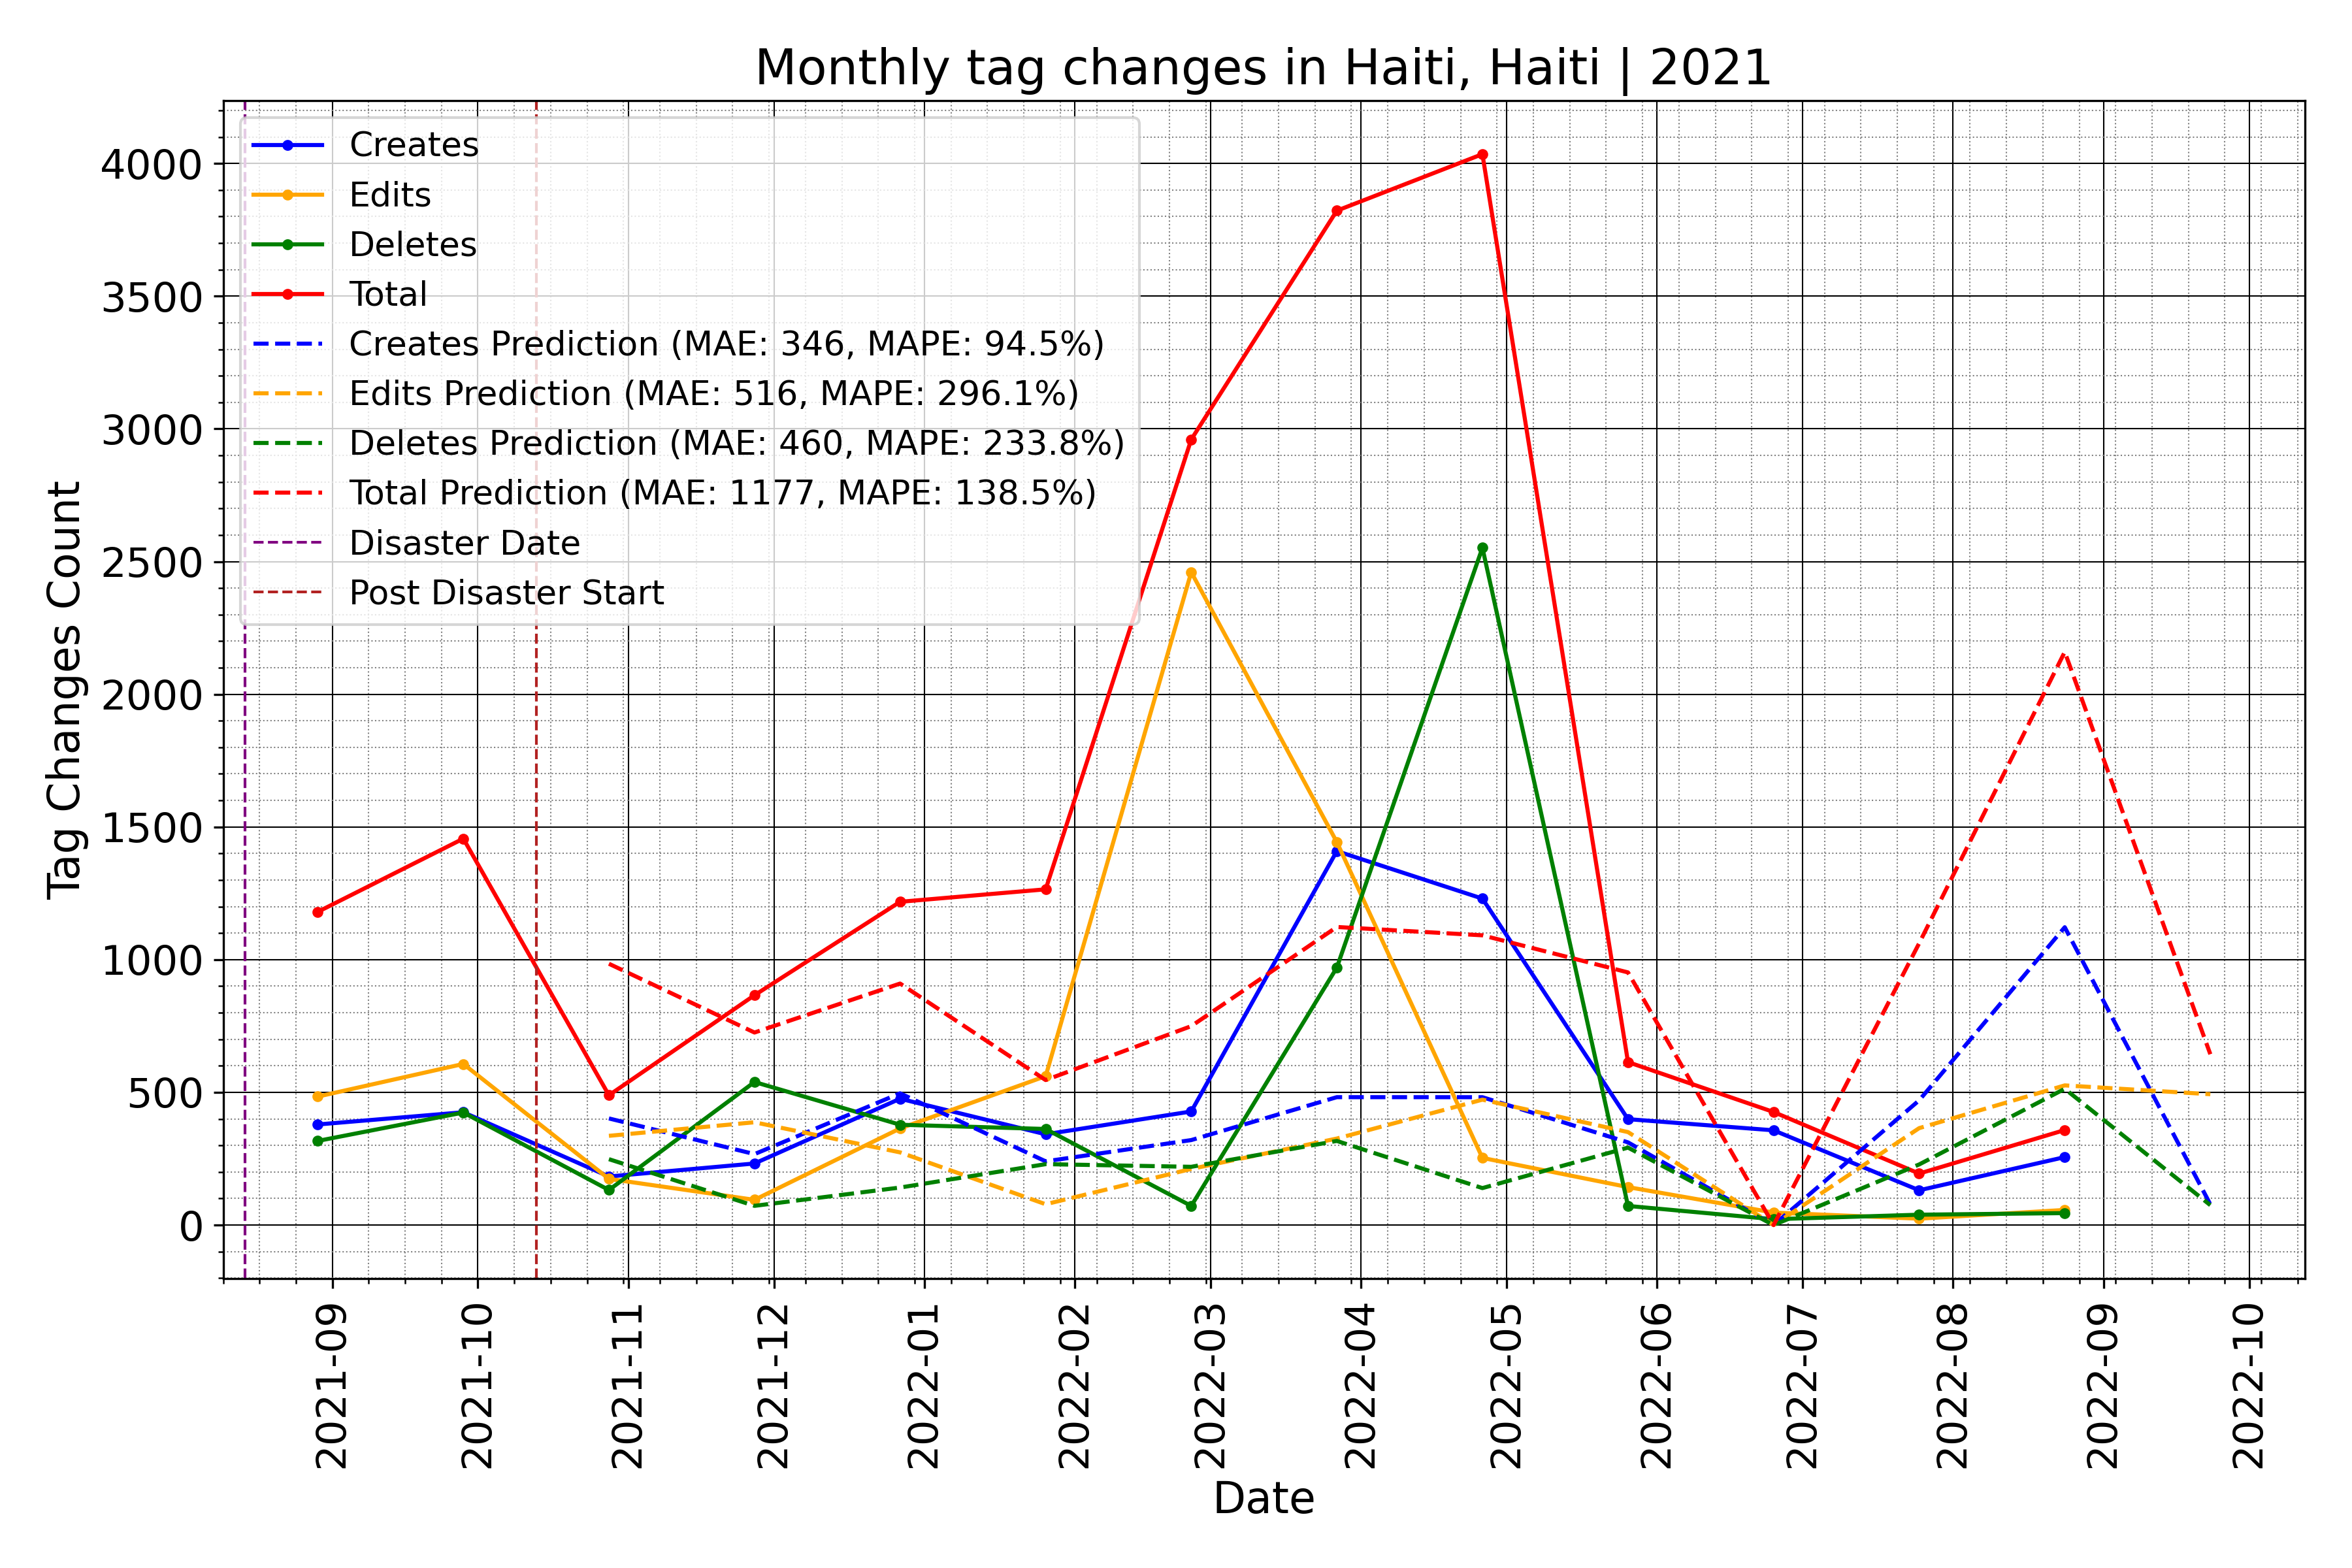 Monthly tag changes in Haiti, Haiti | 2021
Creates
Edits
Deletes
Total
Creates Prediction (MAE: 346, MAPE: 94.5%)
Edits Prediction (MAE: 516, MAPE: 296.1%)
Deletes Prediction (MAE: 460, MAPE: 233.8%)
Total Prediction (MAE: 1177, MAPE: 138.5%)
Disaster Date
Post Disaster Start
Tag Changes Count
4000
3500
3000
2500
2000
1500
1000
500
0
2021-09
2021-10
2021-11
2021-12
2022-01
2022-02
2022-03
2022-04
2022-05
2022-06
2022-07
2022-08
2022-09
2022-10
Date